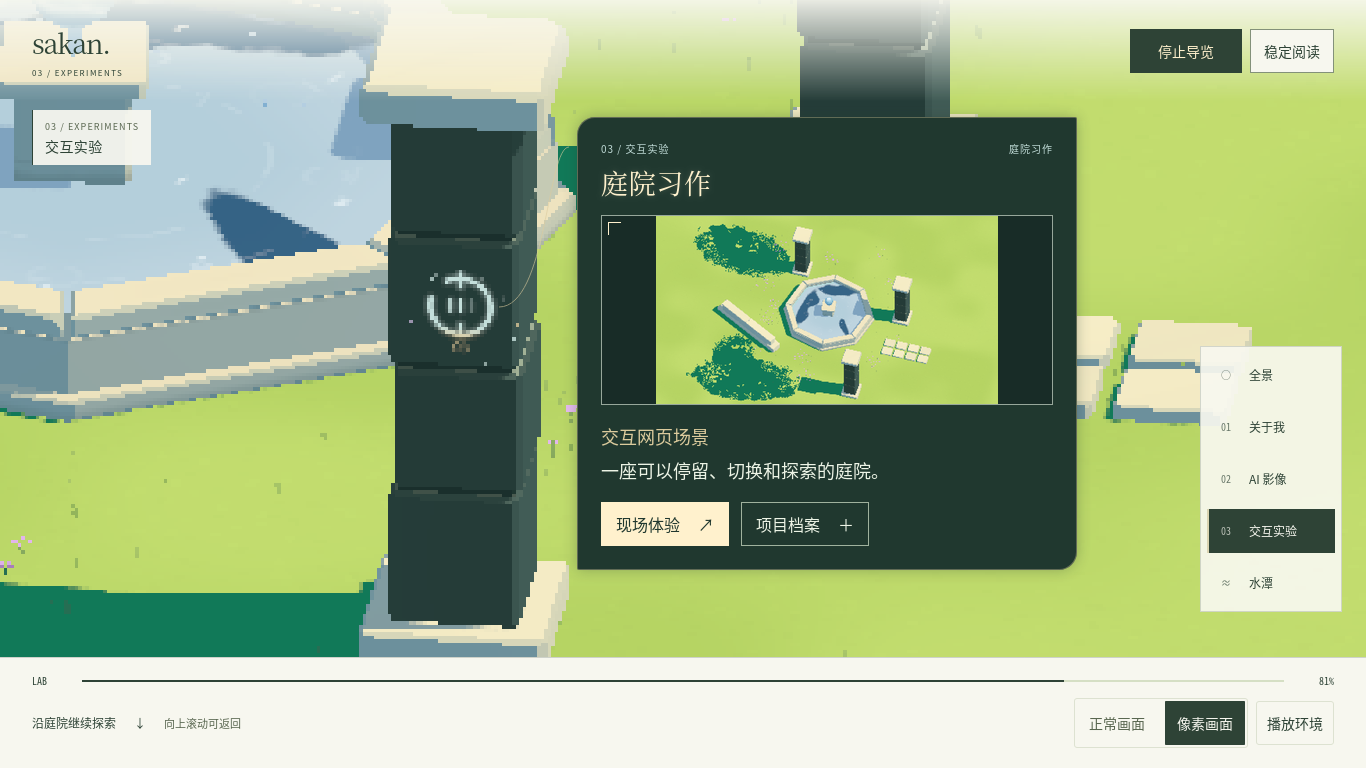 sakan.
03 / EXPERIMENTS
停止导览
稳定阅读
03 / EXPERIMENTS
交互实验
03 / 交互实验
庭院习作
庭院习作
交互网页场景
一座可以停留、切换和探索的庭院。
现场体验 ↗
项目档案 ＋
○ 全景
01 关于我
02 AI 影像
03 交互实验
≈ 水潭
LAB
81%
沿庭院继续探索 ↓ 向上滚动可返回
正常画面
像素画面
播放环境